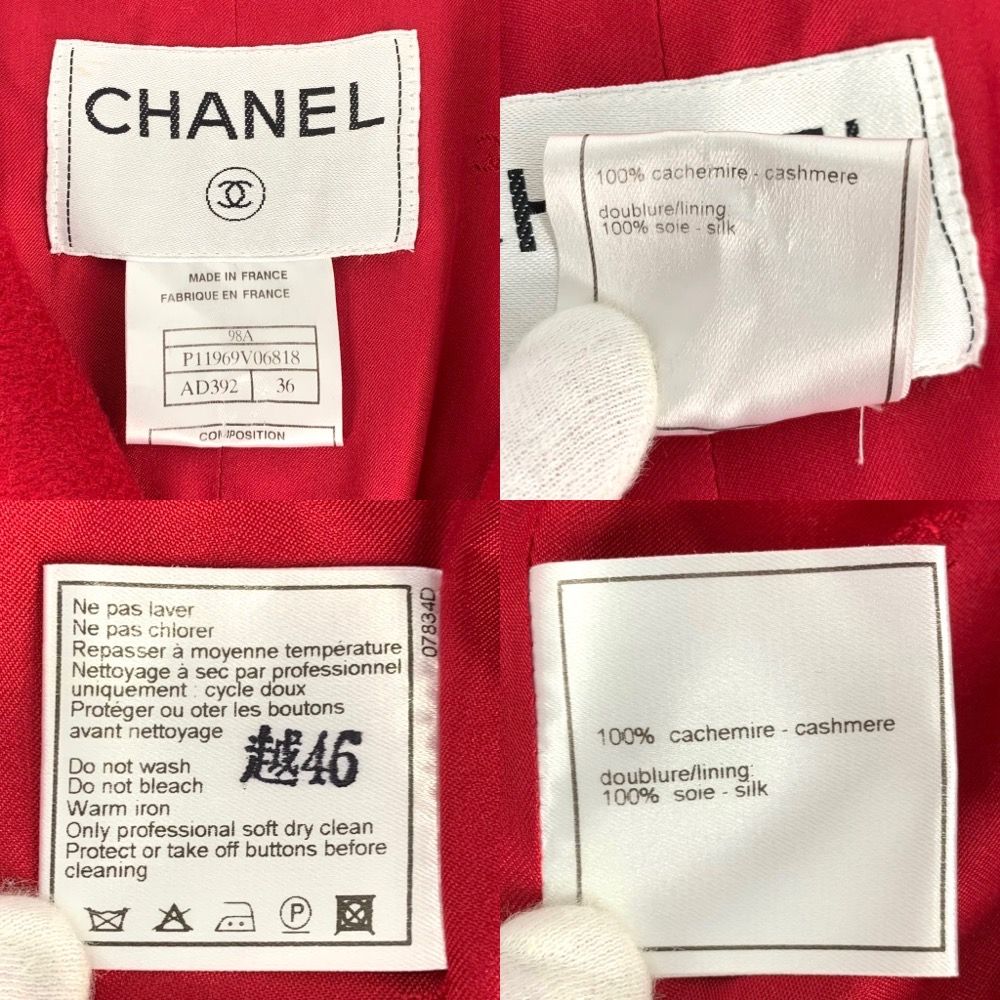 CHANEL
MADE IN FRANCE
FABRIQUE EN FRANCE
98A
P11969V06818
AD392 36
COMPOSITION
100% cachemire - cashmere
doublure/lining
100% soie - silk
Ne pas laver
Ne pas chlorer
Repasser à moyenne température
Nettoyage à sec par professionnel
uniquement : cycle doux
Protéger ou oter les boutons
avant nettoyage
越46
Do not wash
Do not bleach
Warm iron
Only professional soft dry clean
Protect or take off buttons before
cleaning
P
07834D
100% cachemire - cashmere
doublure/lining:
100% soie - silk